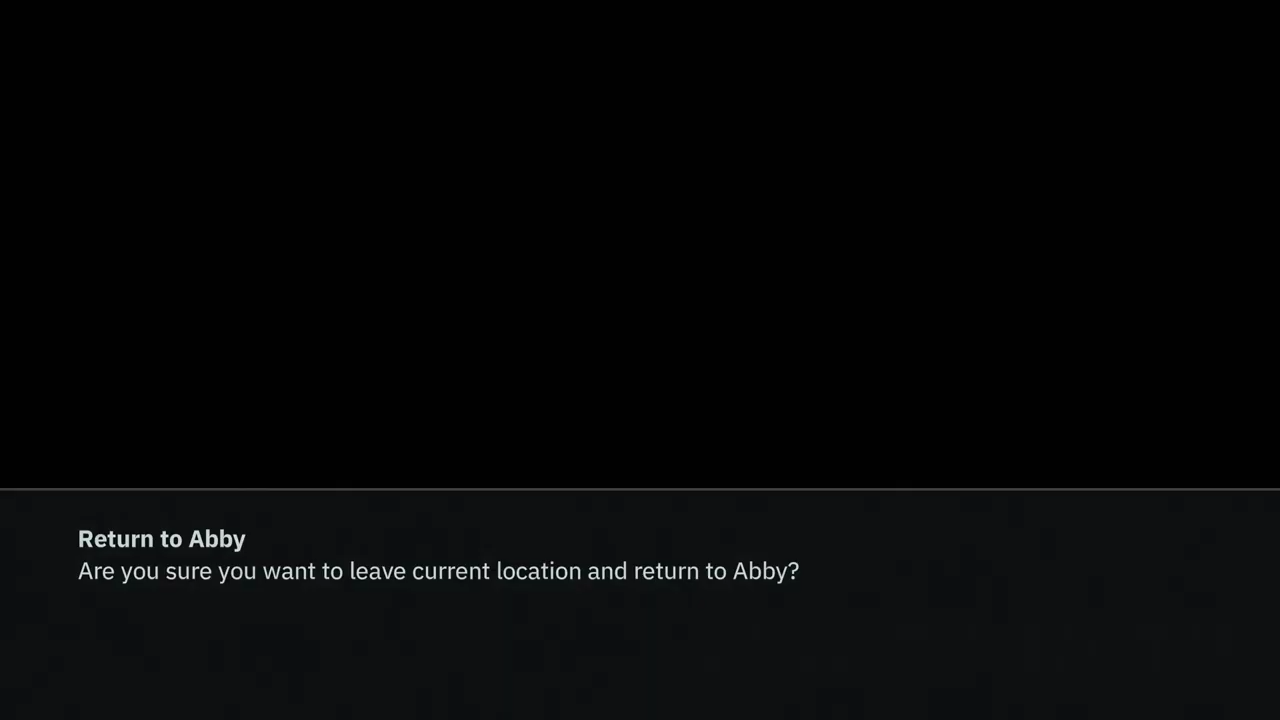 Return to Abby
Are you sure you want to leave current location and return to Abby?